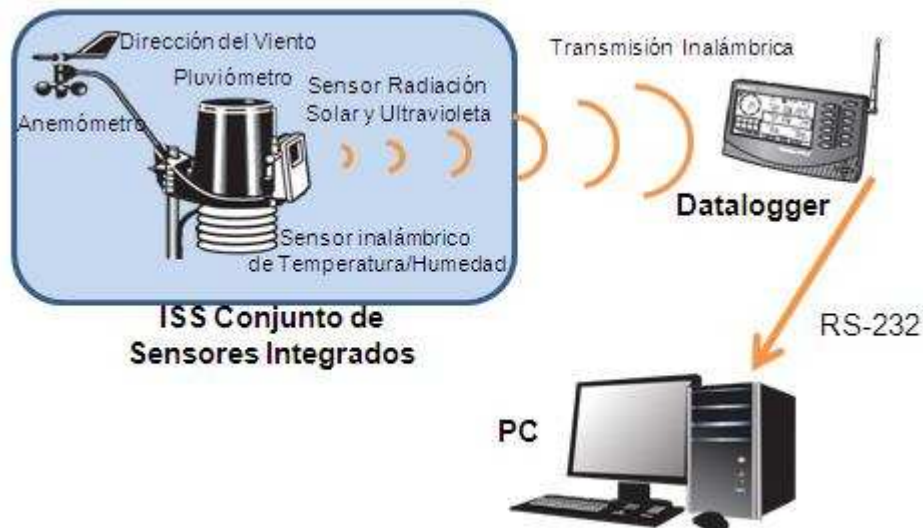 Dirección del Viento
Pluviómetro
Anemómetro
Sensor Radiación
Solar y Ultravioleta
Sensor inalámbrico
de Temperatura/Humedad
ISS Conjunto de
Sensores Integrados
Transmisión Inalámbrica
Datalogger
RS-232
PC